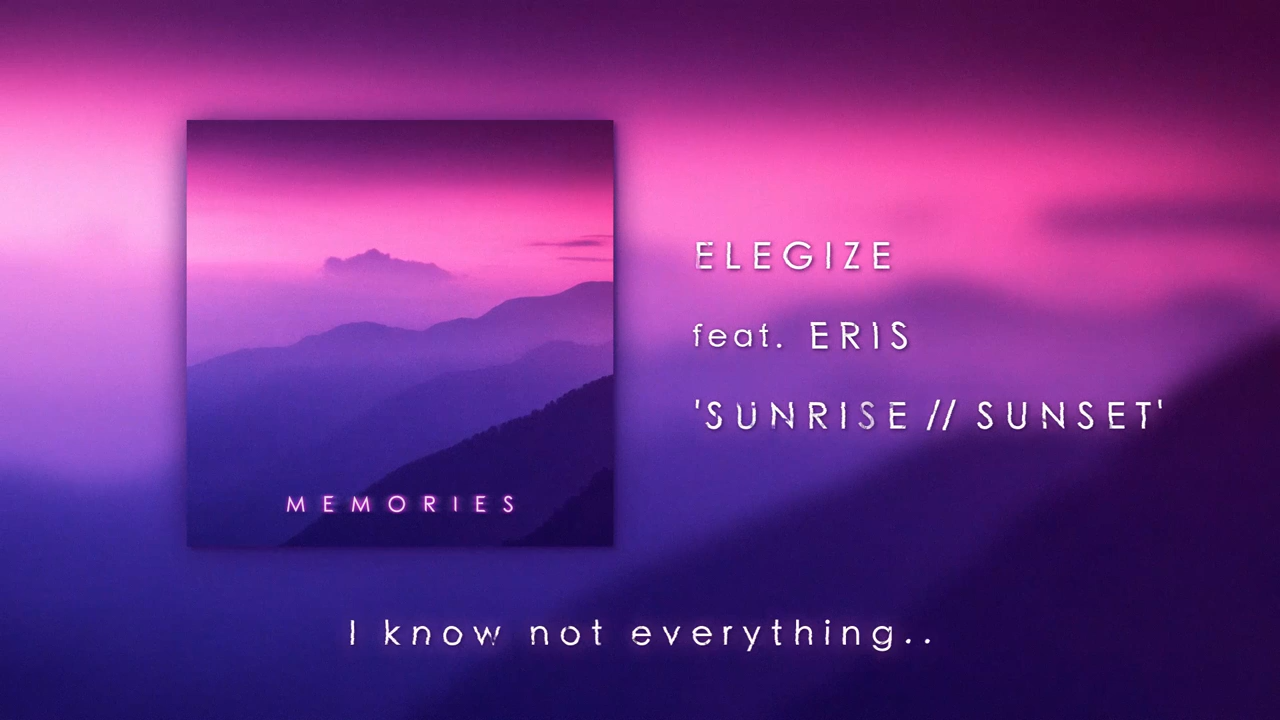 ELEGIZE
feat. ERIS
'SUNRISE // SUNSET'
MEMORIES
I know not everything..